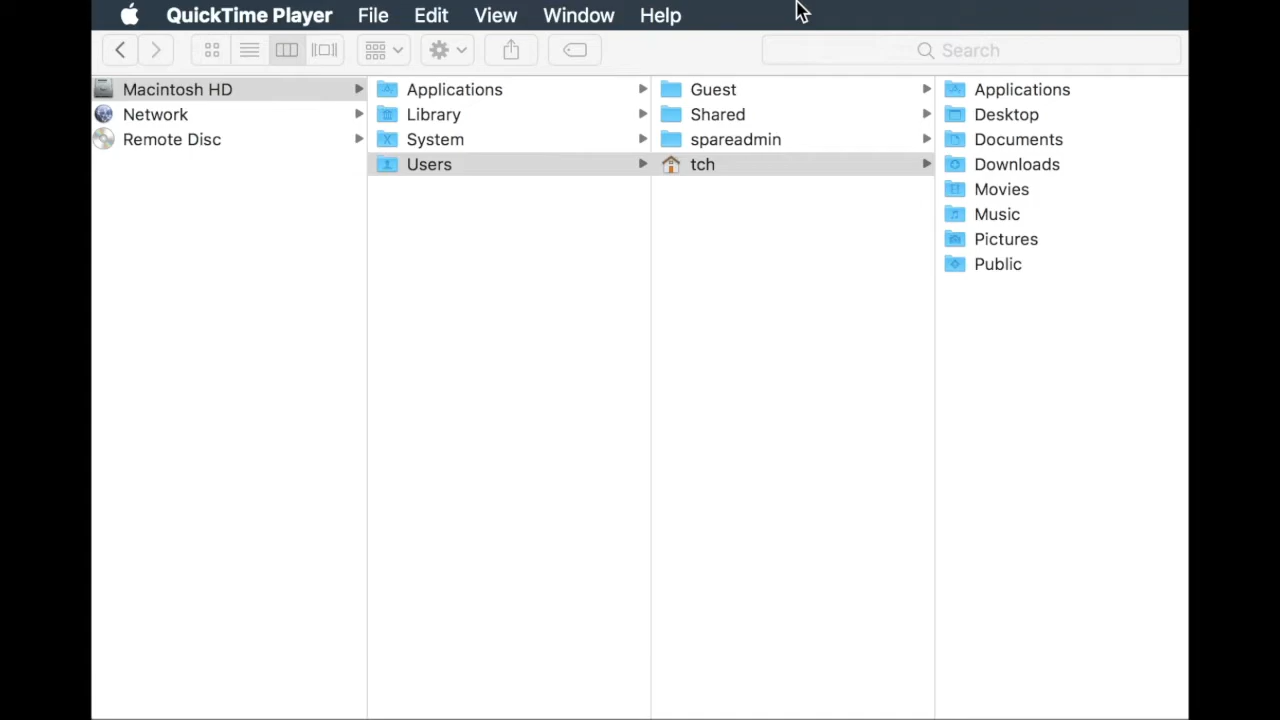 QuickTime Player File Edit View Window Help
Search
Macintosh HD
Network
Remote Disc
Applications
Library
System
Users
Guest
Shared
spareadmin
tch
Applications
Desktop
Documents
Downloads
Movies
Music
Pictures
Public